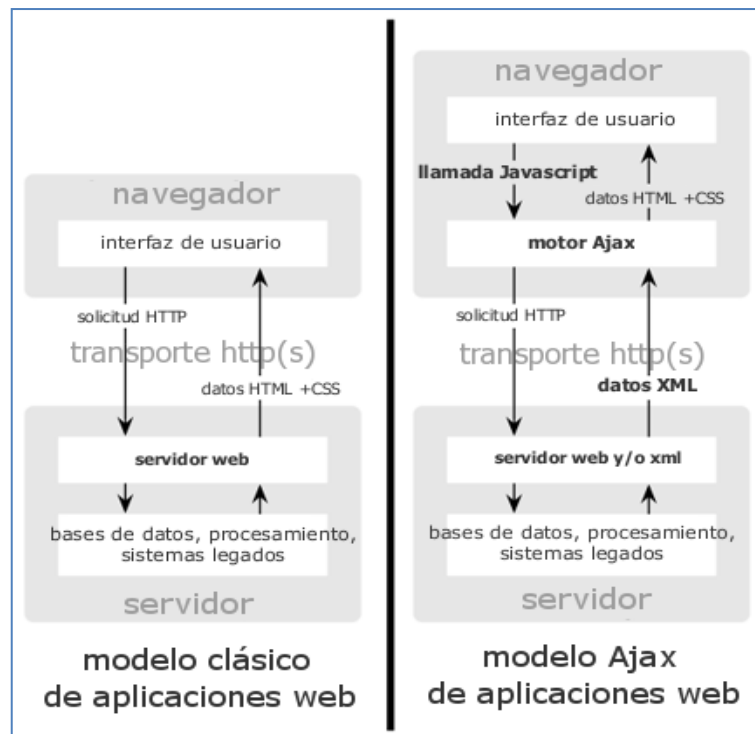 navegador
interfaz de usuario
solicitud HTTP
transporte http(s)
datos HTML +CSS
servidor web
bases de datos, procesamiento,
sistemas legados
servidor
modelo clásico
de aplicaciones web
navegador
interfaz de usuario
llamada Javascript
datos HTML +CSS
motor Ajax
solicitud HTTP
transporte http(s)
datos XML
servidor web y/o xml
bases de datos, procesamiento,
sistemas legados
servidor
modelo Ajax
de aplicaciones web